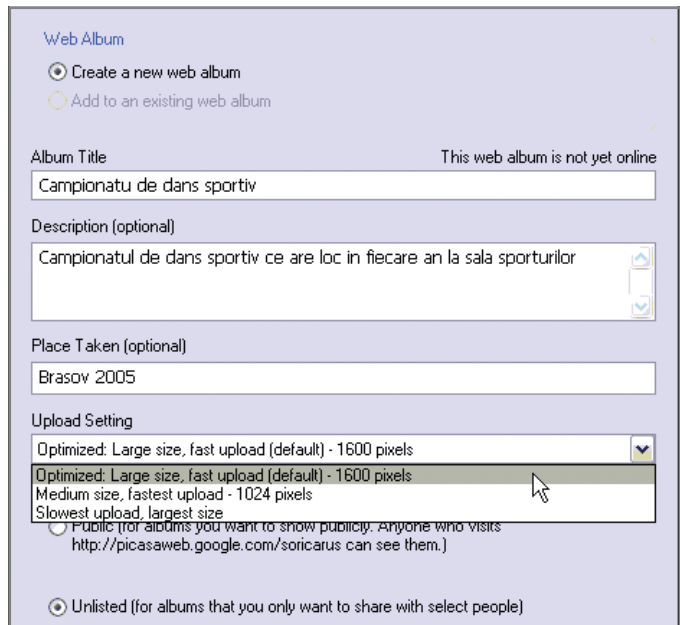 Web Album
Create a new web album
Add to an existing web album
Album Title
This web album is not yet online
Campionatu de dans sportiv
Description (optional)
Campionatul de dans sportiv ce are loc in fiecare an la sala sporturilor
Place Taken (optional)
Brasov 2005
Upload Setting
Optimized: Large size, fast upload (default) - 1600 pixels
Optimized: Large size, fast upload (default) - 1600 pixels
Medium size, fastest upload - 1024 pixels
Slowest upload, largest size
Public (for albums you want to show publicly. Anyone who visits
http://picasaweb.google.com/soricarus can see them.)
Unlisted (for albums that you only want to share with select people)